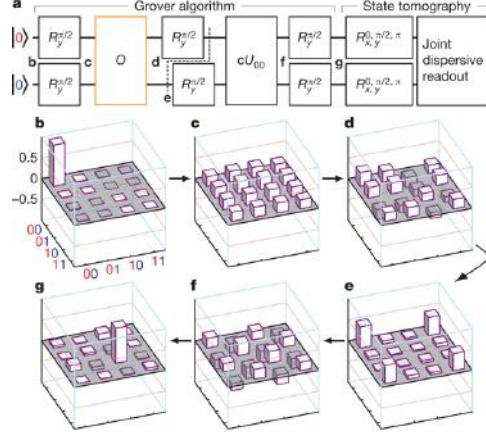 a Grover algorithm State tomography
|0⟩ R_y^{π/2} O R_y^{π/2} cU_{00} R_y^{π/2} R_{x, y}^{0, π/2, π} Joint dispersive readout
b c d e f g
|0⟩ R_y^{π/2} R_y^{π/2} R_y^{π/2} R_{x, y}^{0, π/2, π}
b c d
0.5
0
−0.5
00 01 10 11 00 01 10 11
g f e